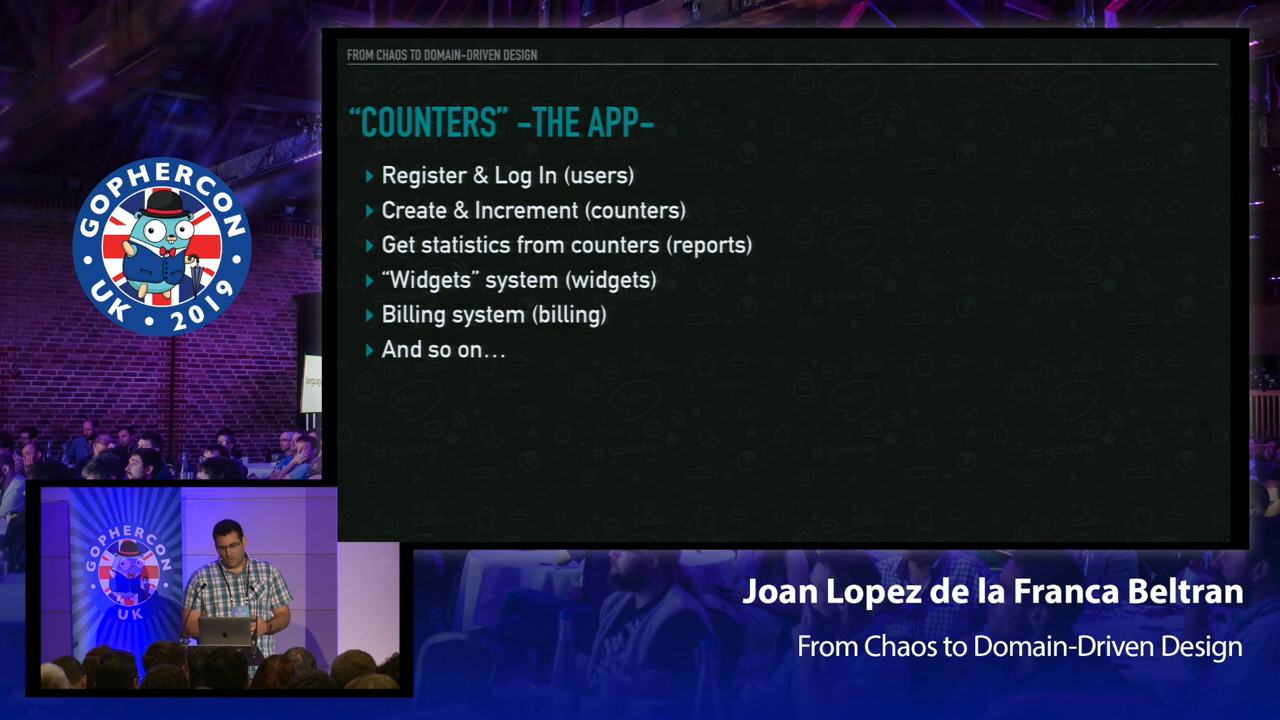 FROM CHAOS TO DOMAIN-DRIVEN DESIGN
“COUNTERS” -THE APP-
Register & Log In (users)
Create & Increment (counters)
Get statistics from counters (reports)
“Widgets” system (widgets)
Billing system (billing)
And so on...
GOPHERCON
UK • 2019
GOPHERCON
UK
Joan Lopez de la Franca Beltran
From Chaos to Domain-Driven Design